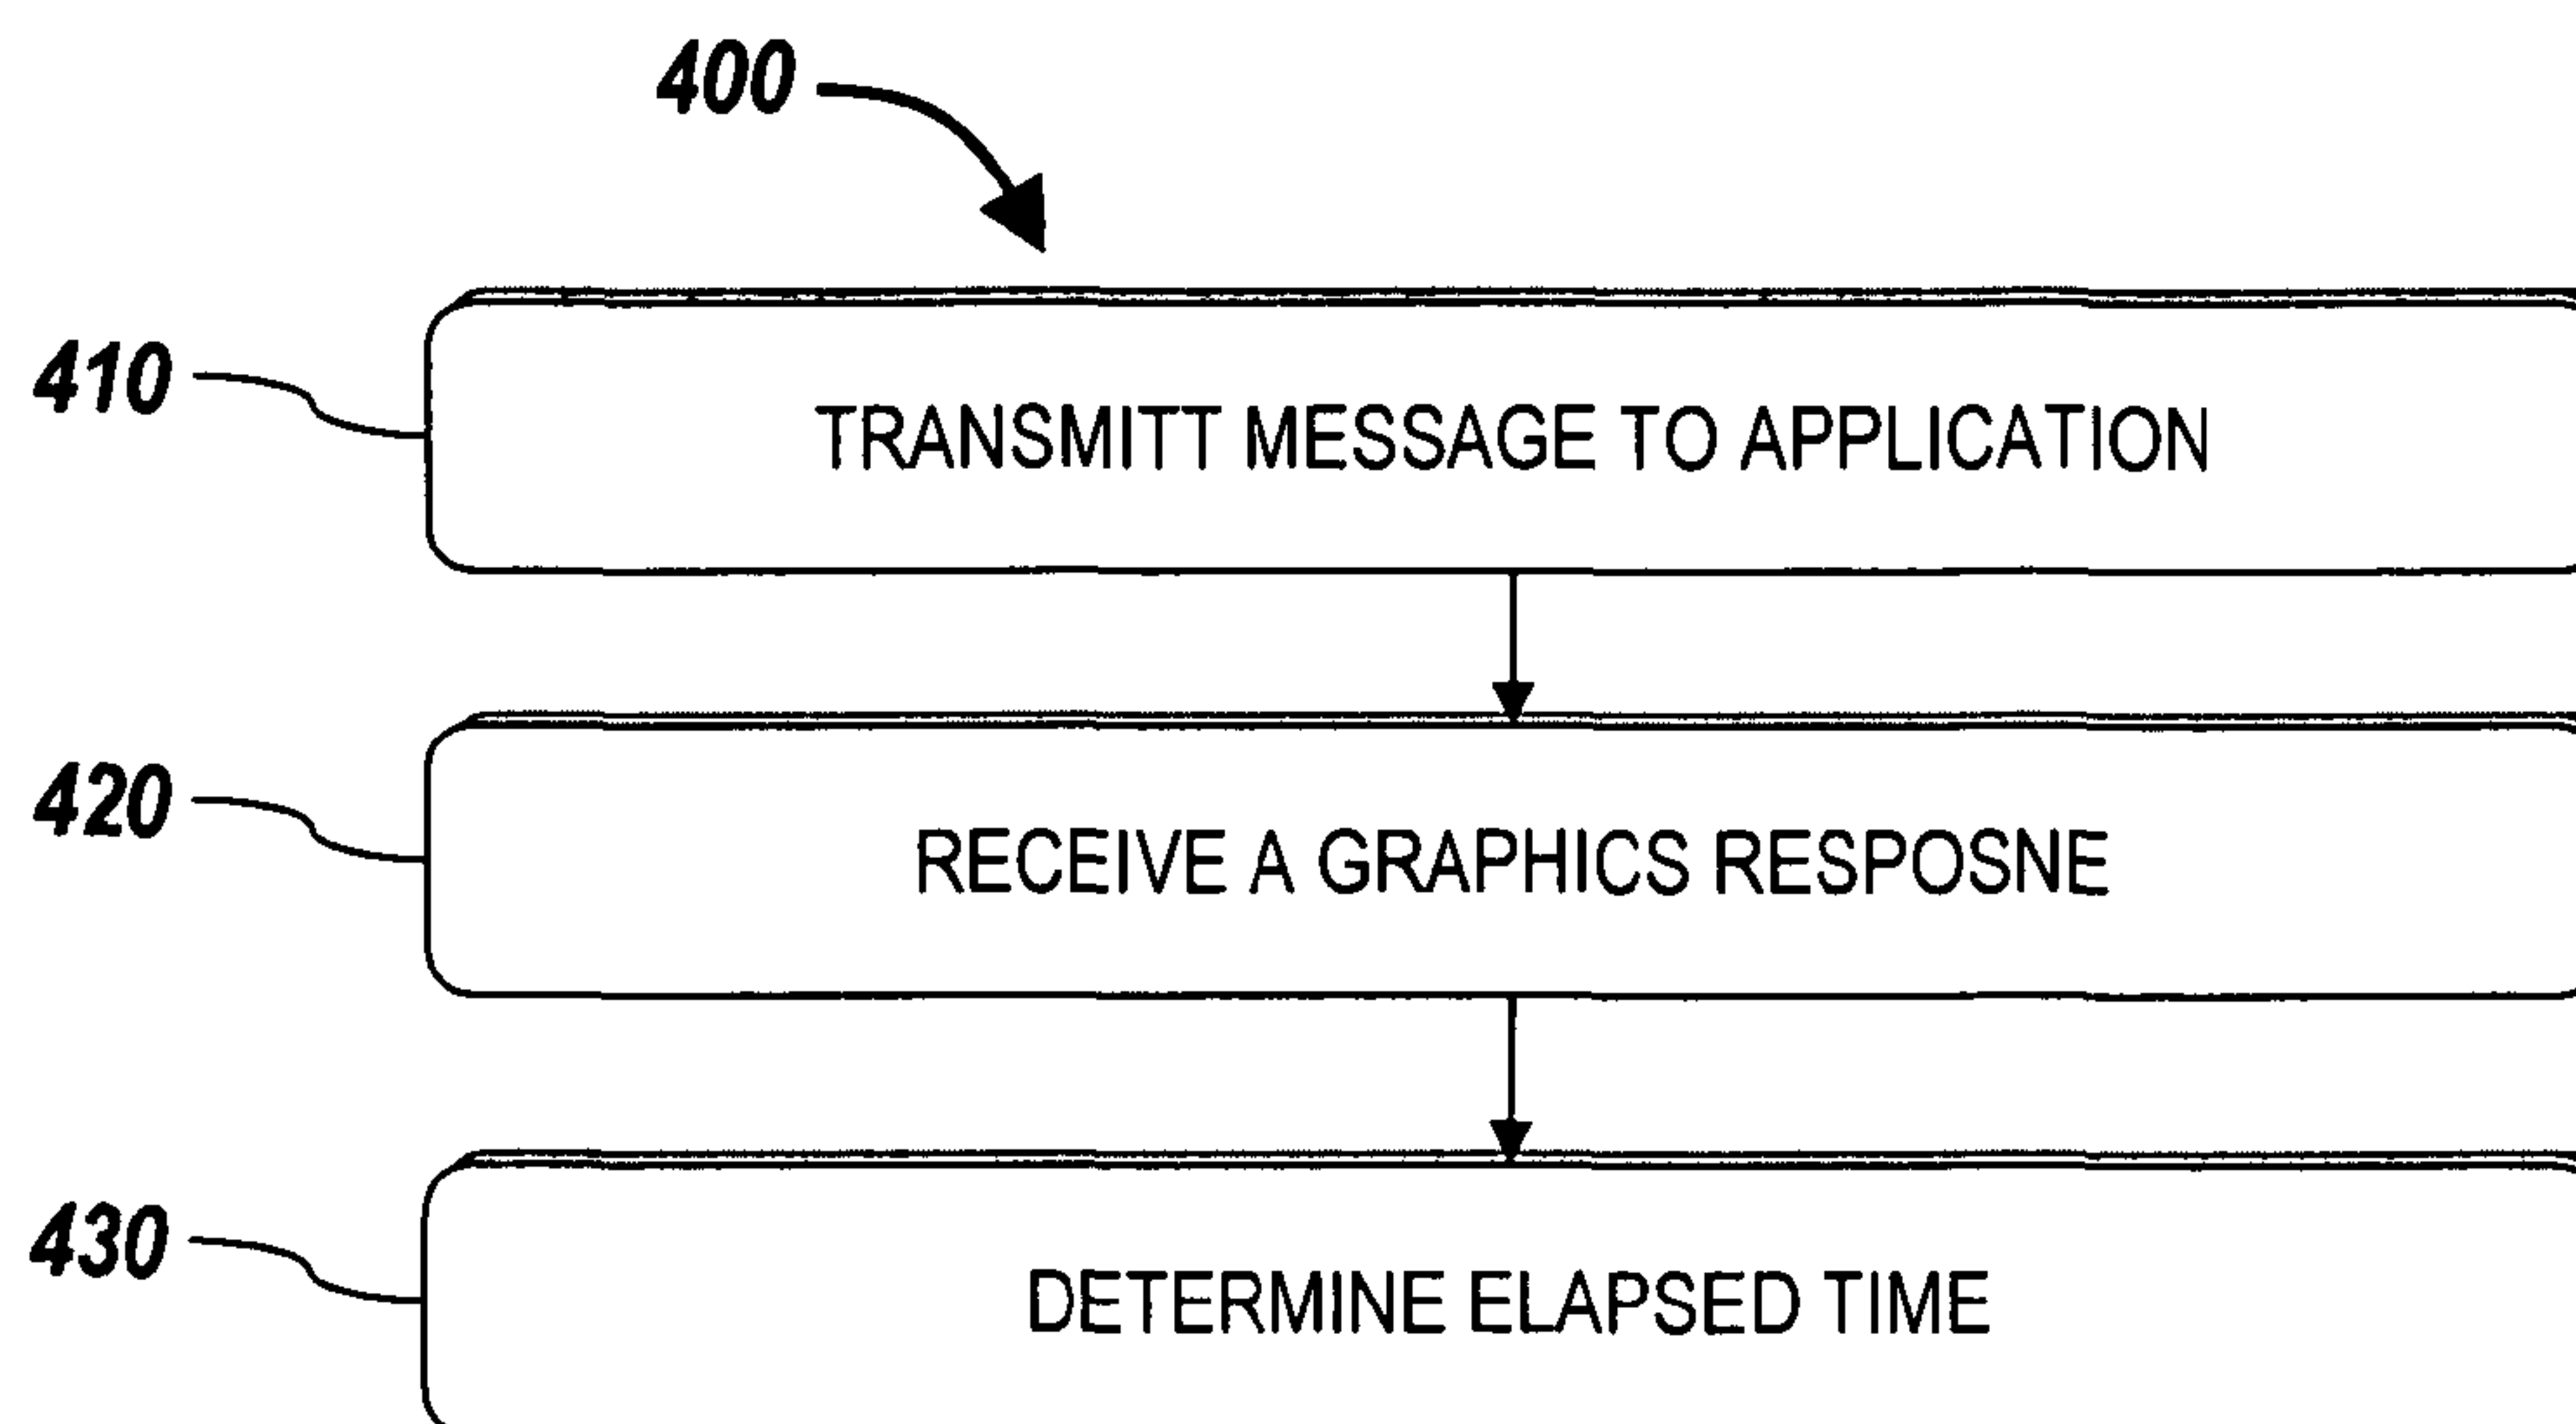 400
410
TRANSMITT MESSAGE TO APPLICATION
420
RECEIVE A GRAPHICS RESPOSNE
430
DETERMINE ELAPSED TIME